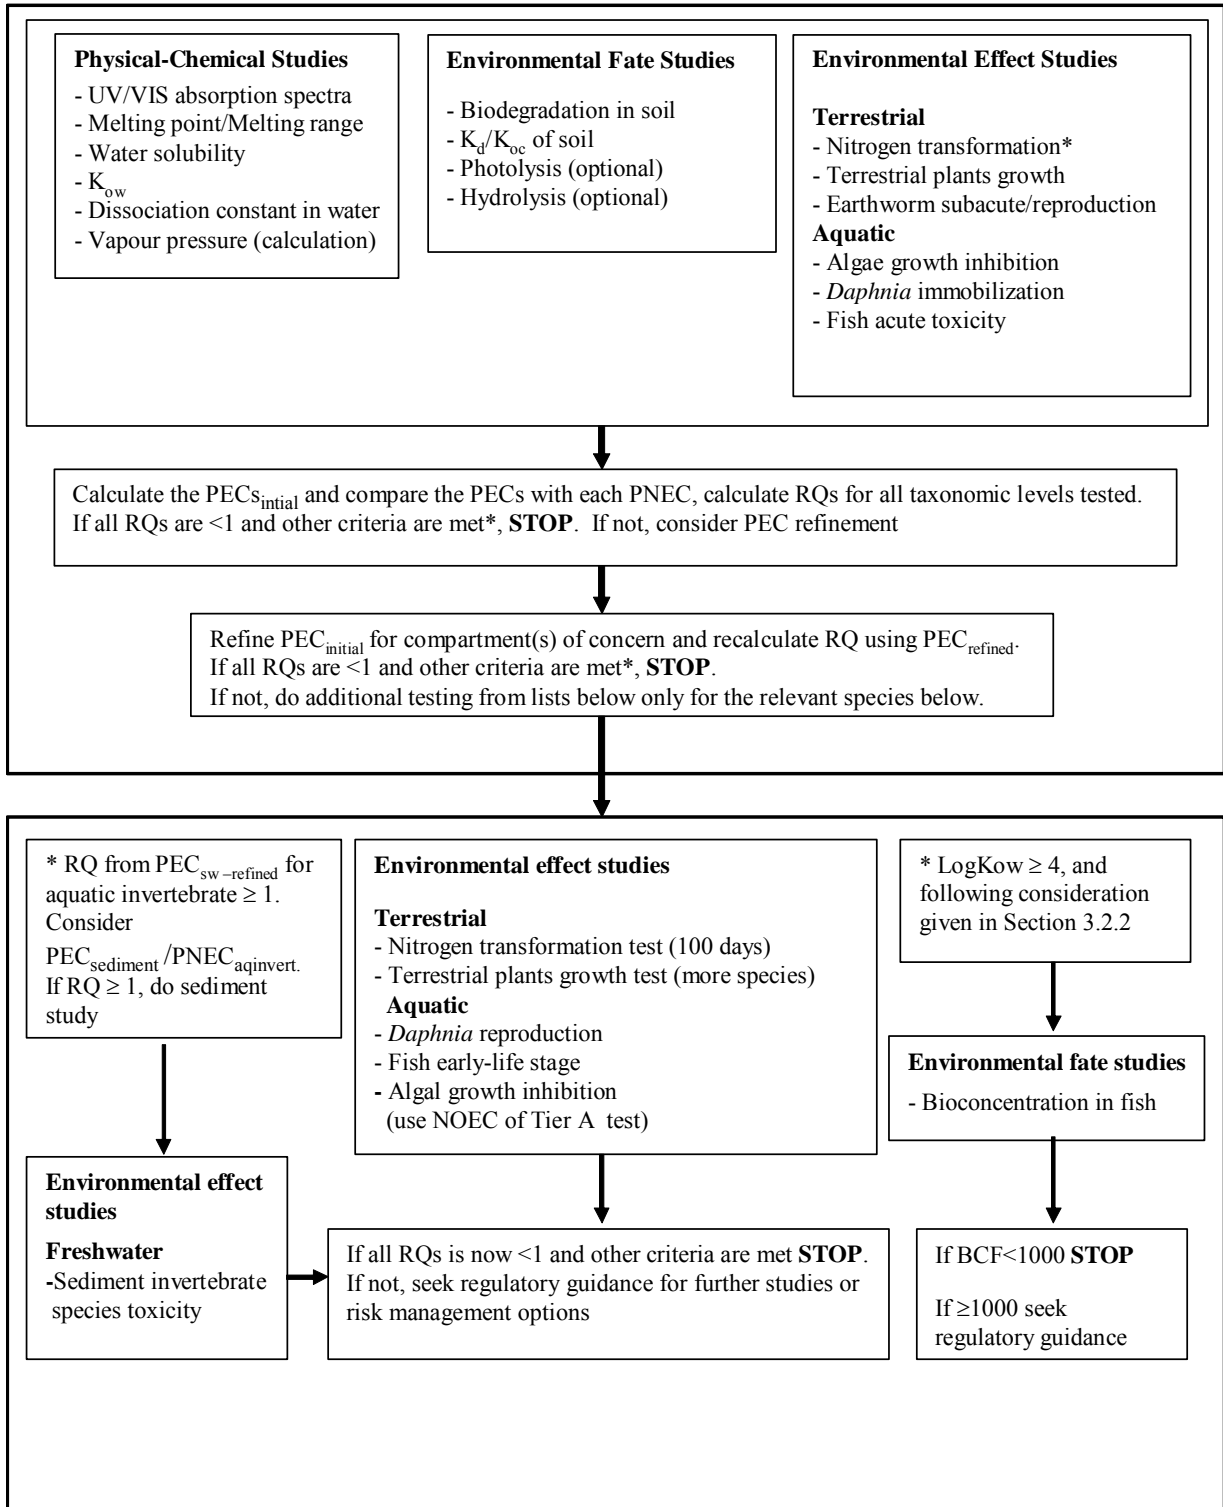 Physical-Chemical Studies
- UV/VIS absorption spectra
- Melting point/Melting range
- Water solubility
- Kow
- Dissociation constant in water
- Vapour pressure (calculation)
Environmental Fate Studies
- Biodegradation in soil
- Kd/Koc of soil
- Photolysis (optional)
- Hydrolysis (optional)
Environmental Effect Studies
Terrestrial
- Nitrogen transformation*
- Terrestrial plants growth
- Earthworm subacute/reproduction
Aquatic
- Algae growth inhibition
- Daphnia immobilization
- Fish acute toxicity
Calculate the PECsintial and compare the PECs with each PNEC, calculate RQs for all taxonomic levels tested.
If all RQs are <1 and other criteria are met*, STOP. If not, consider PEC refinement
Refine PECinitial for compartment(s) of concern and recalculate RQ using PECrefined.
If all RQs are <1 and other criteria are met*, STOP.
If not, do additional testing from lists below only for the relevant species below.
* RQ from PECsw–refined for
aquatic invertebrate ≥ 1.
Consider
PECsediment /PNECaqinvert.
If RQ ≥ 1, do sediment
study
Environmental effect studies
Terrestrial
- Nitrogen transformation test (100 days)
- Terrestrial plants growth test (more species)
Aquatic
- Daphnia reproduction
- Fish early-life stage
- Algal growth inhibition
(use NOEC of Tier A test)
* LogKow ≥ 4, and
following consideration
given in Section 3.2.2
Environmental fate studies
- Bioconcentration in fish
Environmental effect
studies
Freshwater
-Sediment invertebrate
species toxicity
If all RQs is now <1 and other criteria are met STOP.
If not, seek regulatory guidance for further studies or
risk management options
If BCF<1000 STOP
If ≥1000 seek
regulatory guidance